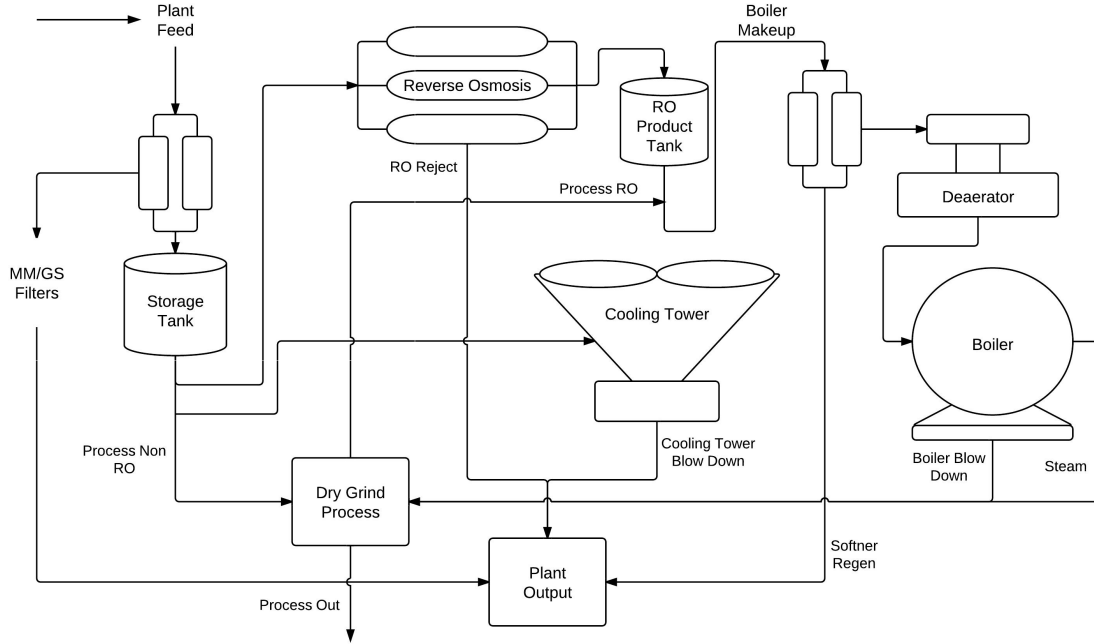 Plant
Feed
Boiler
Makeup
Reverse Osmosis
RO
Product
Tank
RO Reject
Process RO
Deaerator
MM/GS
Filters
Storage
Tank
Cooling Tower
Boiler
Process Non
RO
Cooling Tower
Blow Down
Boiler Blow
Down
Steam
Dry Grind
Process
Softner
Regen
Plant
Output
Process Out